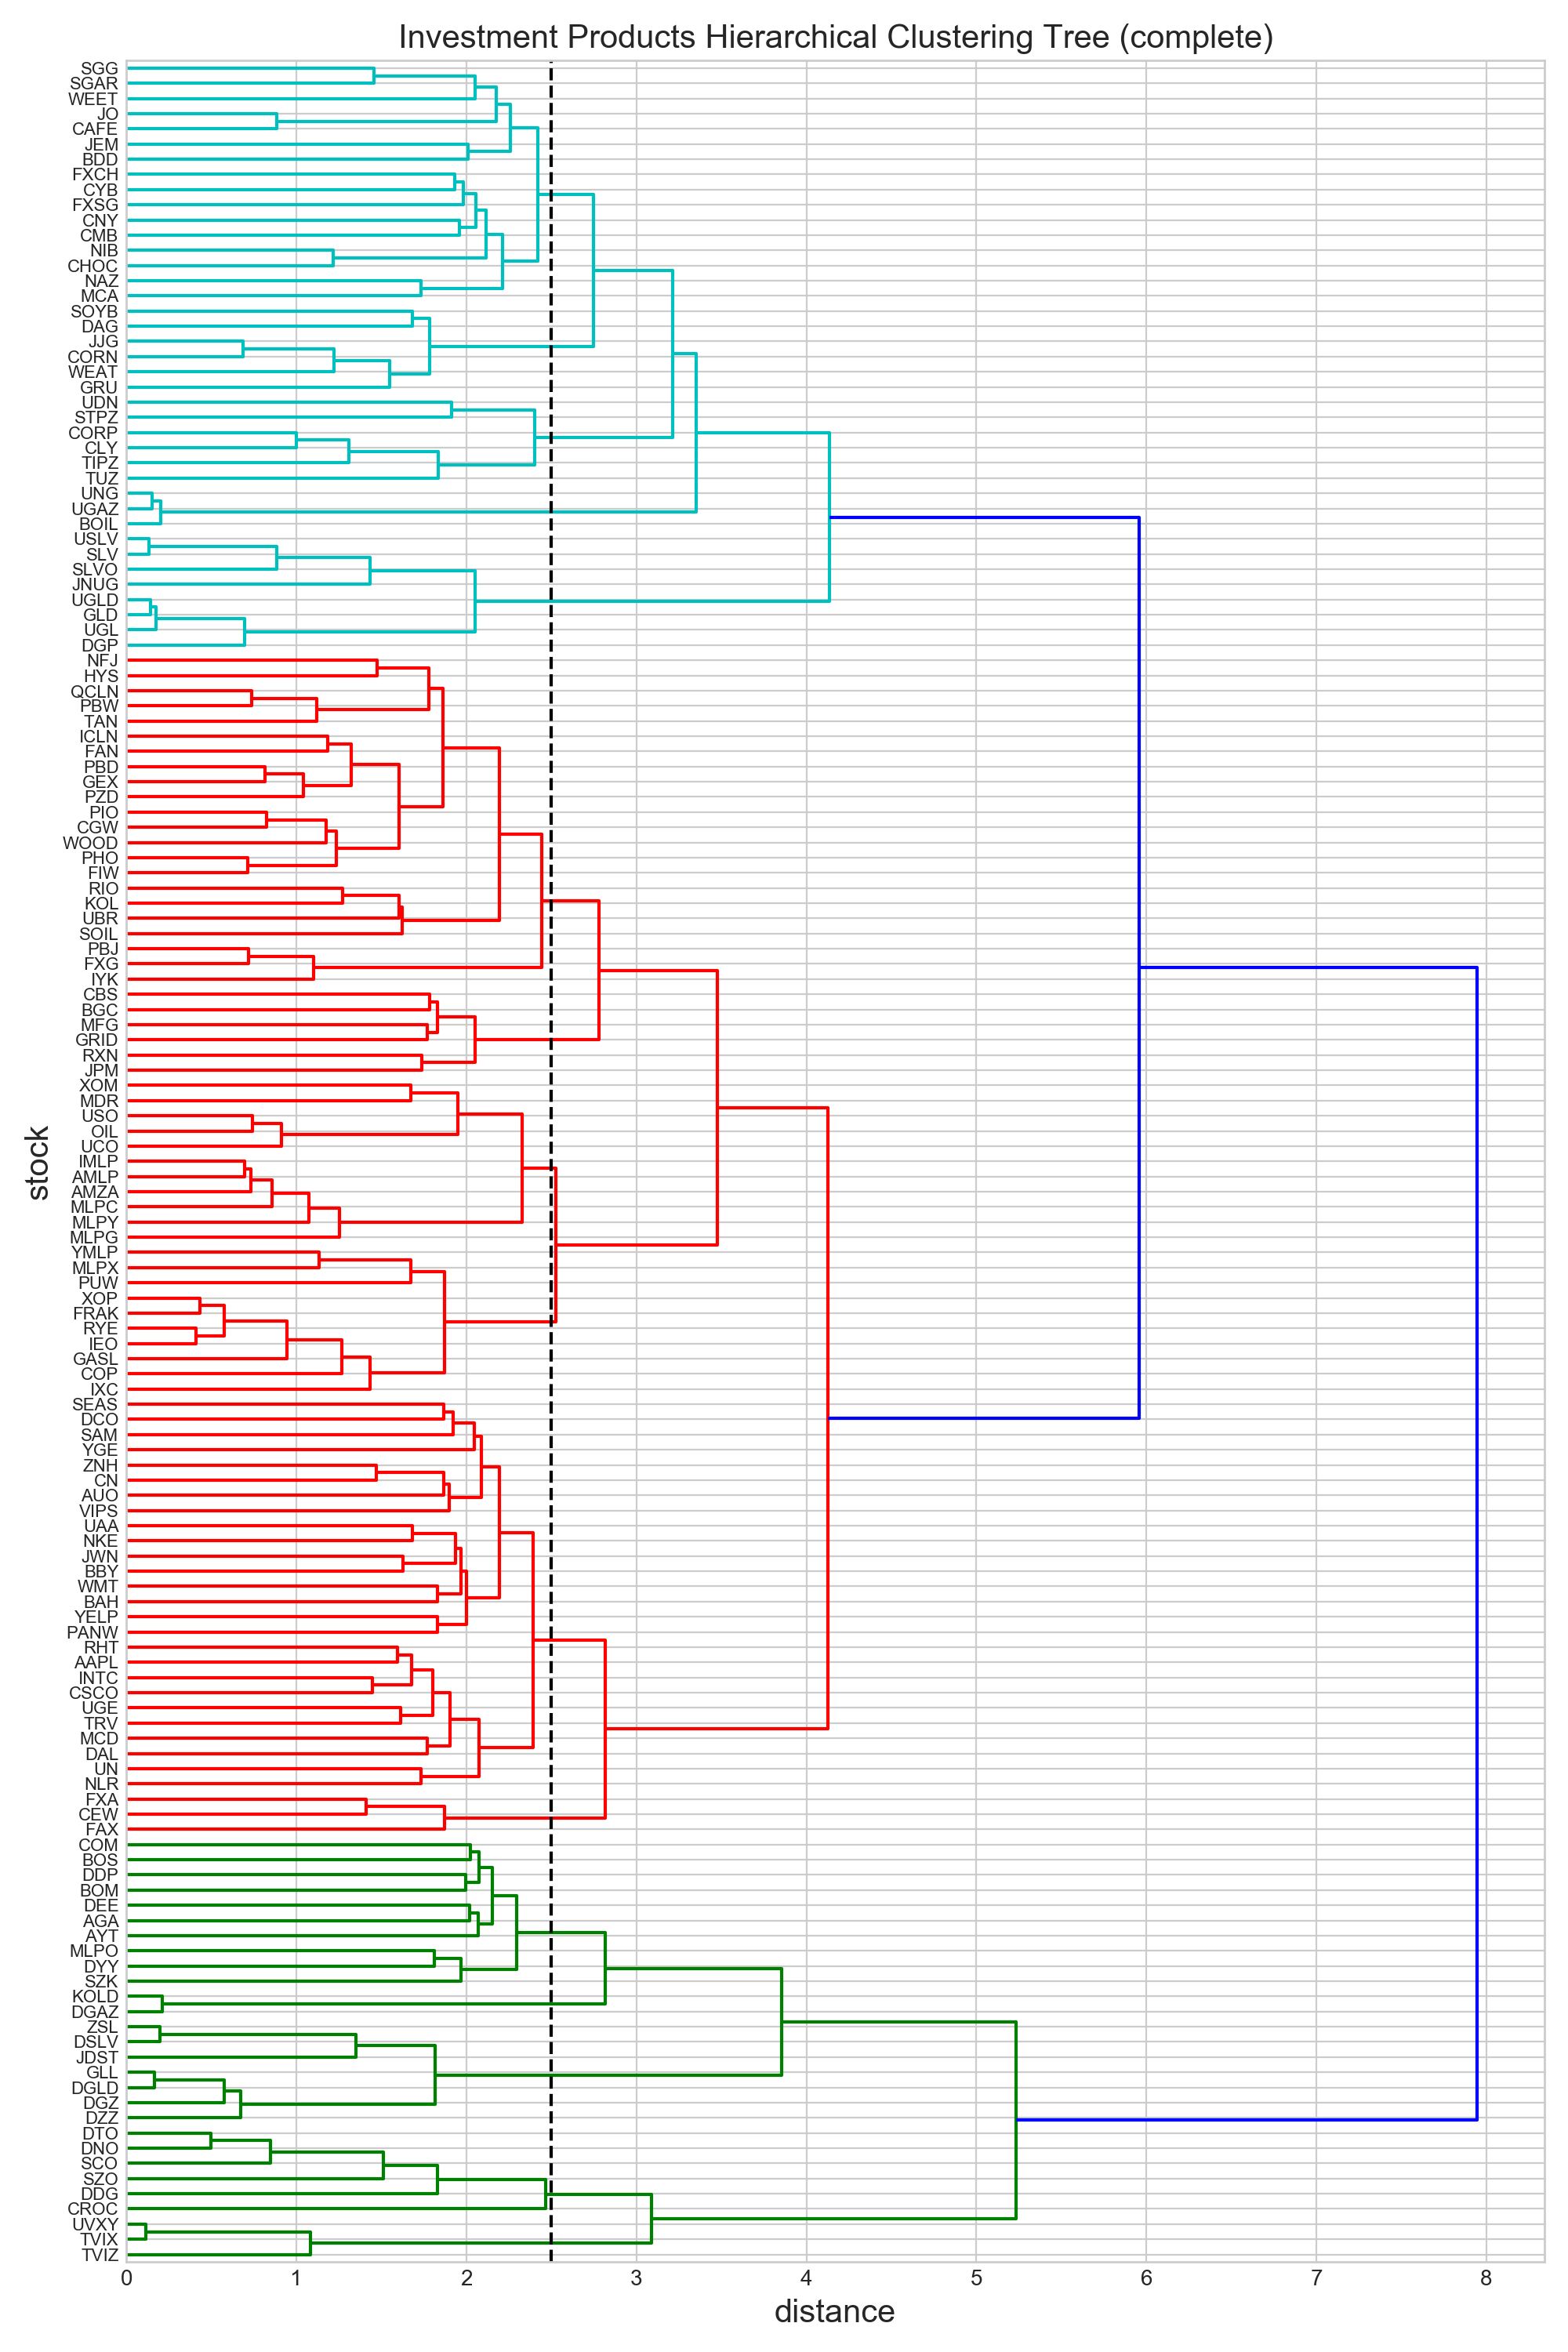 Investment Products Hierarchical Clustering Tree (complete)
SGG
SGAR
WEET
JO
CAFE
JEM
BDD
FXCH
CYB
FXSG
CNY
CMB
NIB
CHOC
NAZ
MCA
SOYB
DAG
JJG
CORN
WEAT
GRU
UDN
STPZ
CORP
CLY
TIPZ
TUZ
UNG
UGAZ
BOIL
USLV
SLV
SLVO
JNUG
UGLD
GLD
UGL
DGP
NFJ
HYS
QCLN
PBW
TAN
ICLN
FAN
PBD
GEX
PZD
PIO
CGW
WOOD
PHO
FIW
RIO
KOL
UBR
SOIL
PBJ
FXG
IYK
CBS
BGC
MFG
GRID
RXN
JPM
XOM
MDR
USO
OIL
UCO
IMLP
AMLP
AMZA
MLPC
MLPY
MLPG
YMLP
MLPX
PUW
XOP
FRAK
RYE
IEO
GASL
COP
IXC
SEAS
DCO
SAM
YGE
ZNH
CN
AUO
VIPS
UAA
NKE
JWN
BBY
WMT
BAH
YELP
PANW
RHT
AAPL
INTC
CSCO
UGE
TRV
MCD
DAL
UN
NLR
FXA
CEW
FAX
COM
BOS
DDP
BOM
DEE
AGA
AYT
MLPO
DYY
SZK
KOLD
DGAZ
ZSL
DSLV
JDST
GLL
DGLD
DGZ
DZZ
DTO
DNO
SCO
SZO
DDG
CROC
UVXY
TVIX
TVIZ
stock
0 1 2 3 4 5 6 7 8
distance